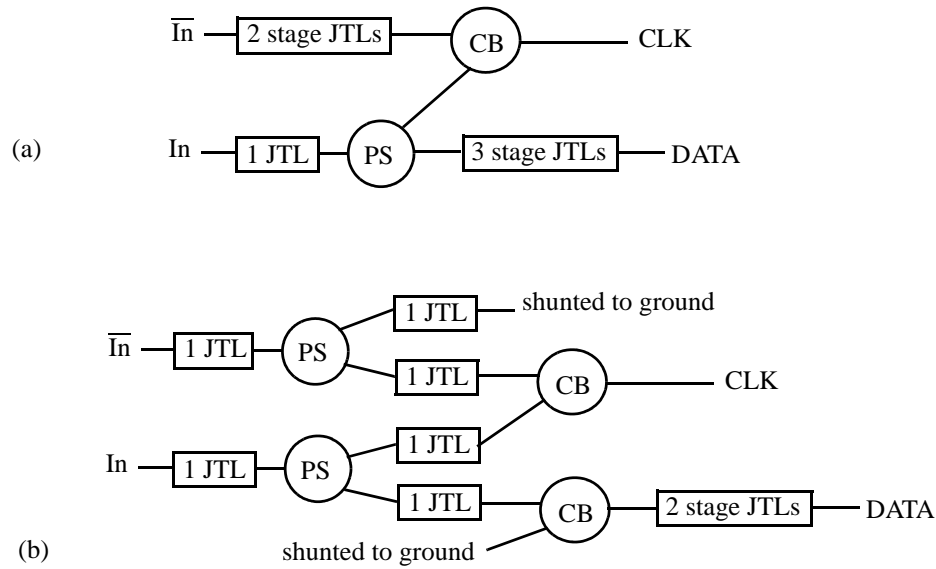 I̅n̅ 2 stage JTLs CB CLK
(a) In 1 JTL PS 3 stage JTLs DATA
1 JTL shunted to ground
I̅n̅ 1 JTL PS
1 JTL CB CLK
1 JTL
In 1 JTL PS
1 JTL CB 2 stage JTLs DATA
(b) shunted to ground